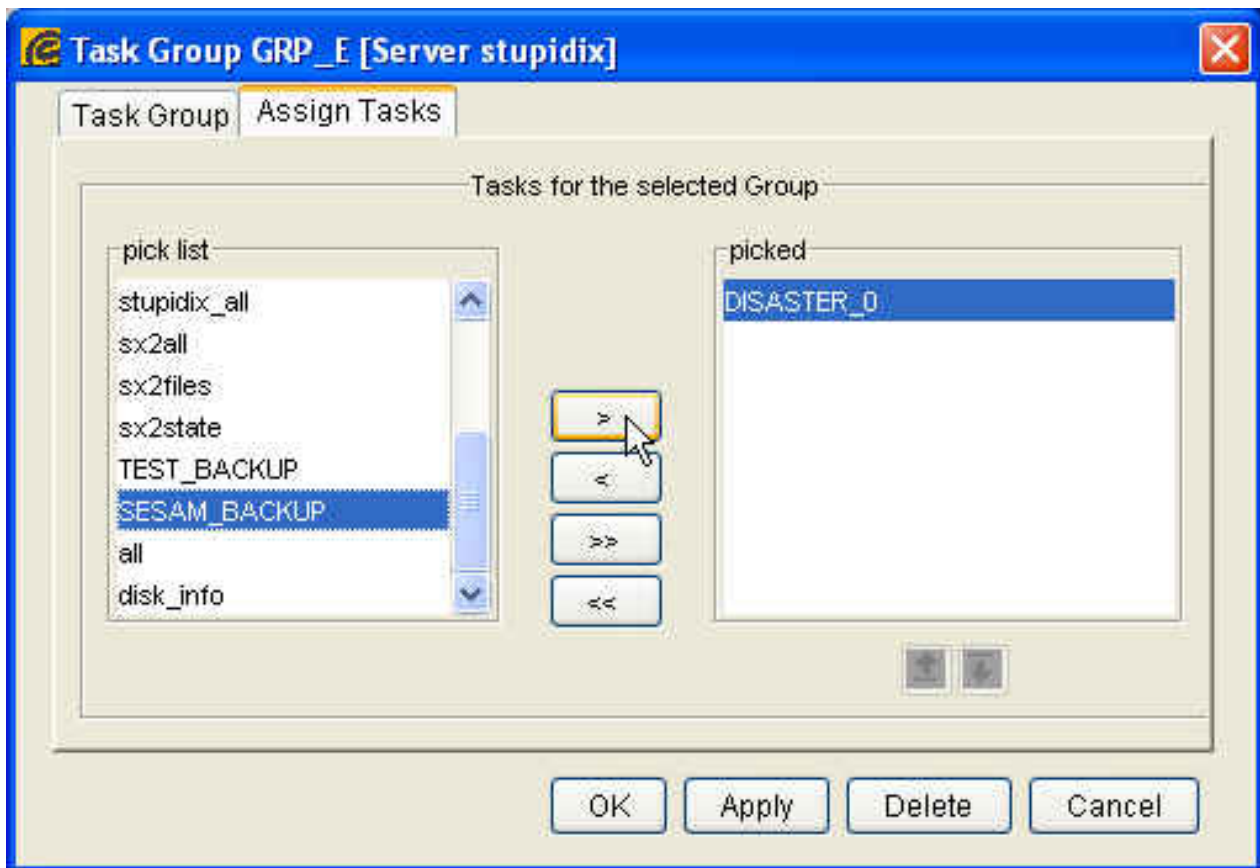 Task Group GRP_E [Server stupidix]
Task Group
Assign Tasks
Tasks for the selected Group
pick list
stupidix_all
sx2all
sx2files
sx2state
TEST_BACKUP
SESAM_BACKUP
all
disk_info
>
<
>>
<<
picked
DISASTER_0
OK
Apply
Delete
Cancel